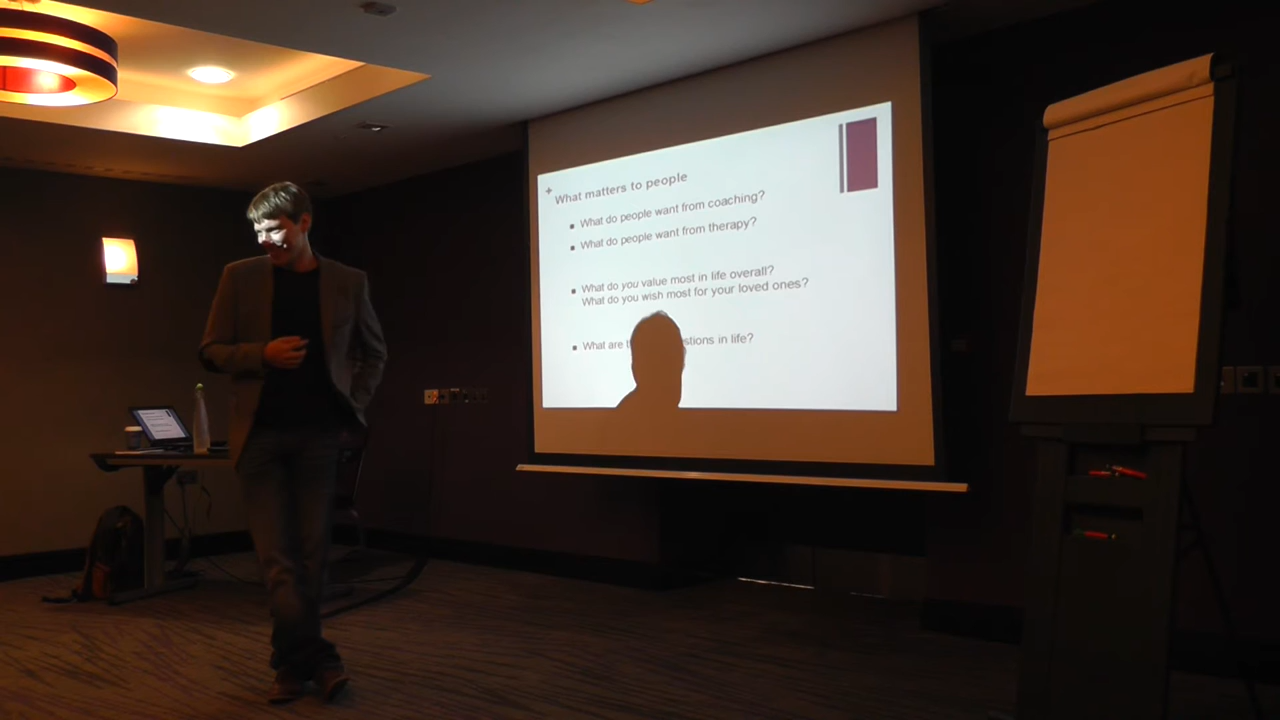 + What matters to people
▪ What do people want from coaching?
▪ What do people want from therapy?
▪ What do you value most in life overall?
What do you wish most for your loved ones?
▪ What are in life?